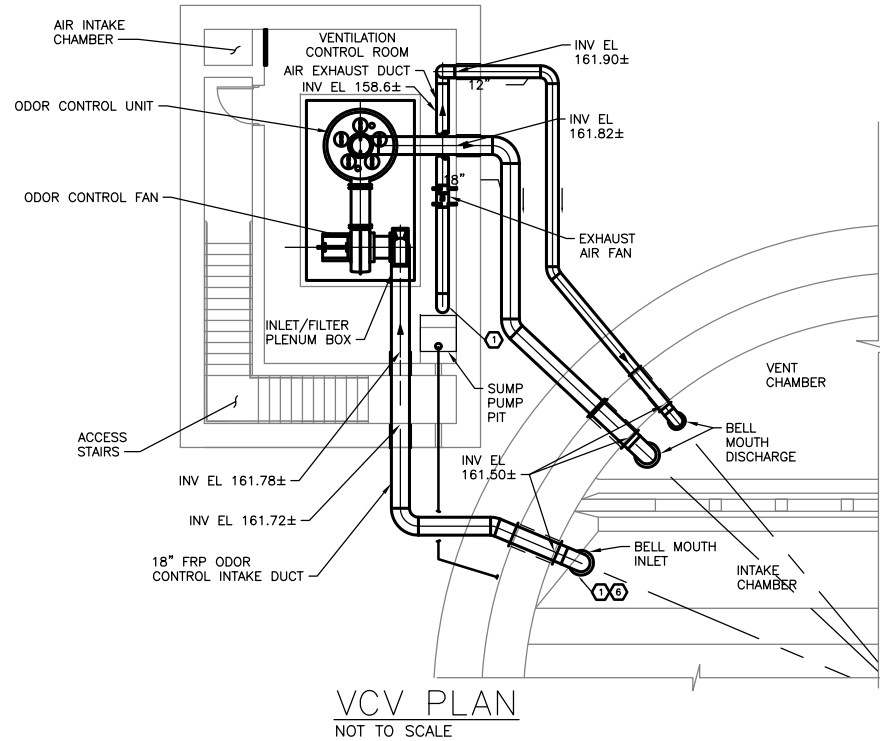 AIR INTAKE
CHAMBER
VENTILATION
CONTROL ROOM
AIR EXHAUST DUCT
INV EL 158.6±
INV EL
161.90±
12"
ODOR CONTROL UNIT
INV EL
161.82±
18"
ODOR CONTROL FAN
EXHAUST
AIR FAN
INLET/FILTER
PLENUM BOX
1
SUMP
PUMP
PIT
VENT
CHAMBER
ACCESS
STAIRS
BELL
MOUTH
DISCHARGE
INV EL
161.50±
INV EL 161.78±
INV EL 161.72±
18" FRP ODOR
CONTROL INTAKE DUCT
BELL MOUTH
INLET
INTAKE
CHAMBER
1 6
VCV PLAN
NOT TO SCALE